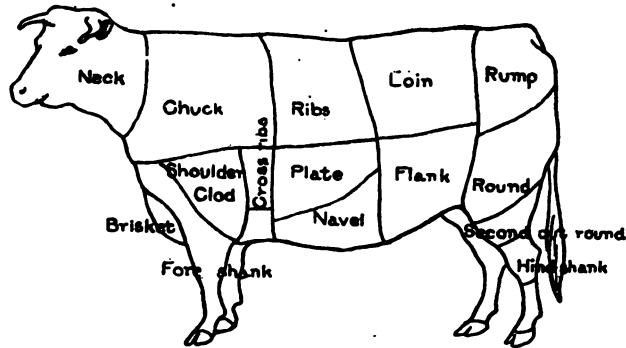 Neck
Chuck
Ribs
Loin
Rump
Shoulder
Clod
Cross ribs
Plate
Flank
Round
Navel
Brisket
Second cut round
Fore shank
Hind shank